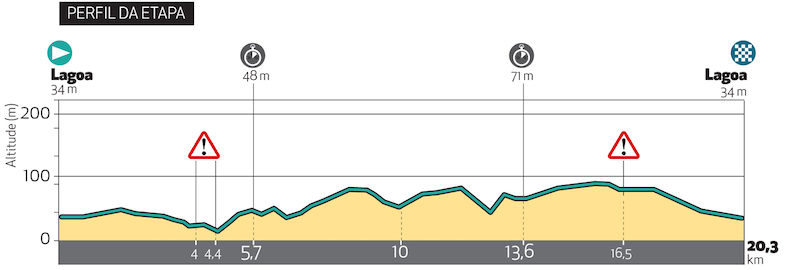 PERFIL DA ETAPA
Lagoa
34 m
48 m
71 m
Lagoa
34 m
Altitude (m)
200
100
0
4
4,4
5,7
10
13,6
16,5
20,3
km